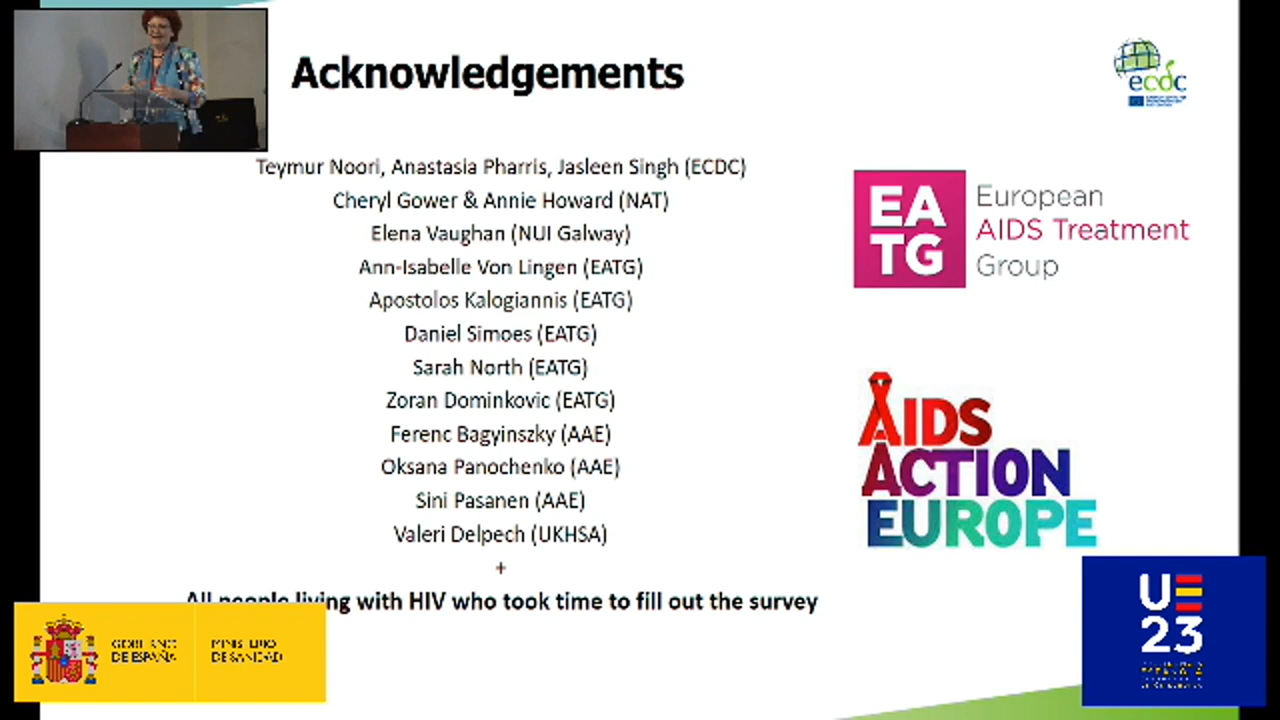 Acknowledgements
ecdc
Teymur Noori, Anastasia Pharris, Jasleen Singh (ECDC)
Cheryl Gower & Annie Howard (NAT)
Elena Vaughan (NUI Galway)
Ann-Isabelle Von Lingen (EATG)
Apostolos Kalogiannis (EATG)
Daniel Simoes (EATG)
Sarah North (EATG)
Zoran Dominkovic (EATG)
Ferenc Bagyinszky (AAE)
Oksana Panochenko (AAE)
Sini Pasanen (AAE)
Valeri Delpech (UKHSA)
+
All people living with HIV who took time to fill out the survey
EA
TG
European
AIDS Treatment
Group
AIDS
ACTION
EUROPE
GOBIERNO
DE ESPAÑA
MINISTERIO
DE SANIDAD
UE
23